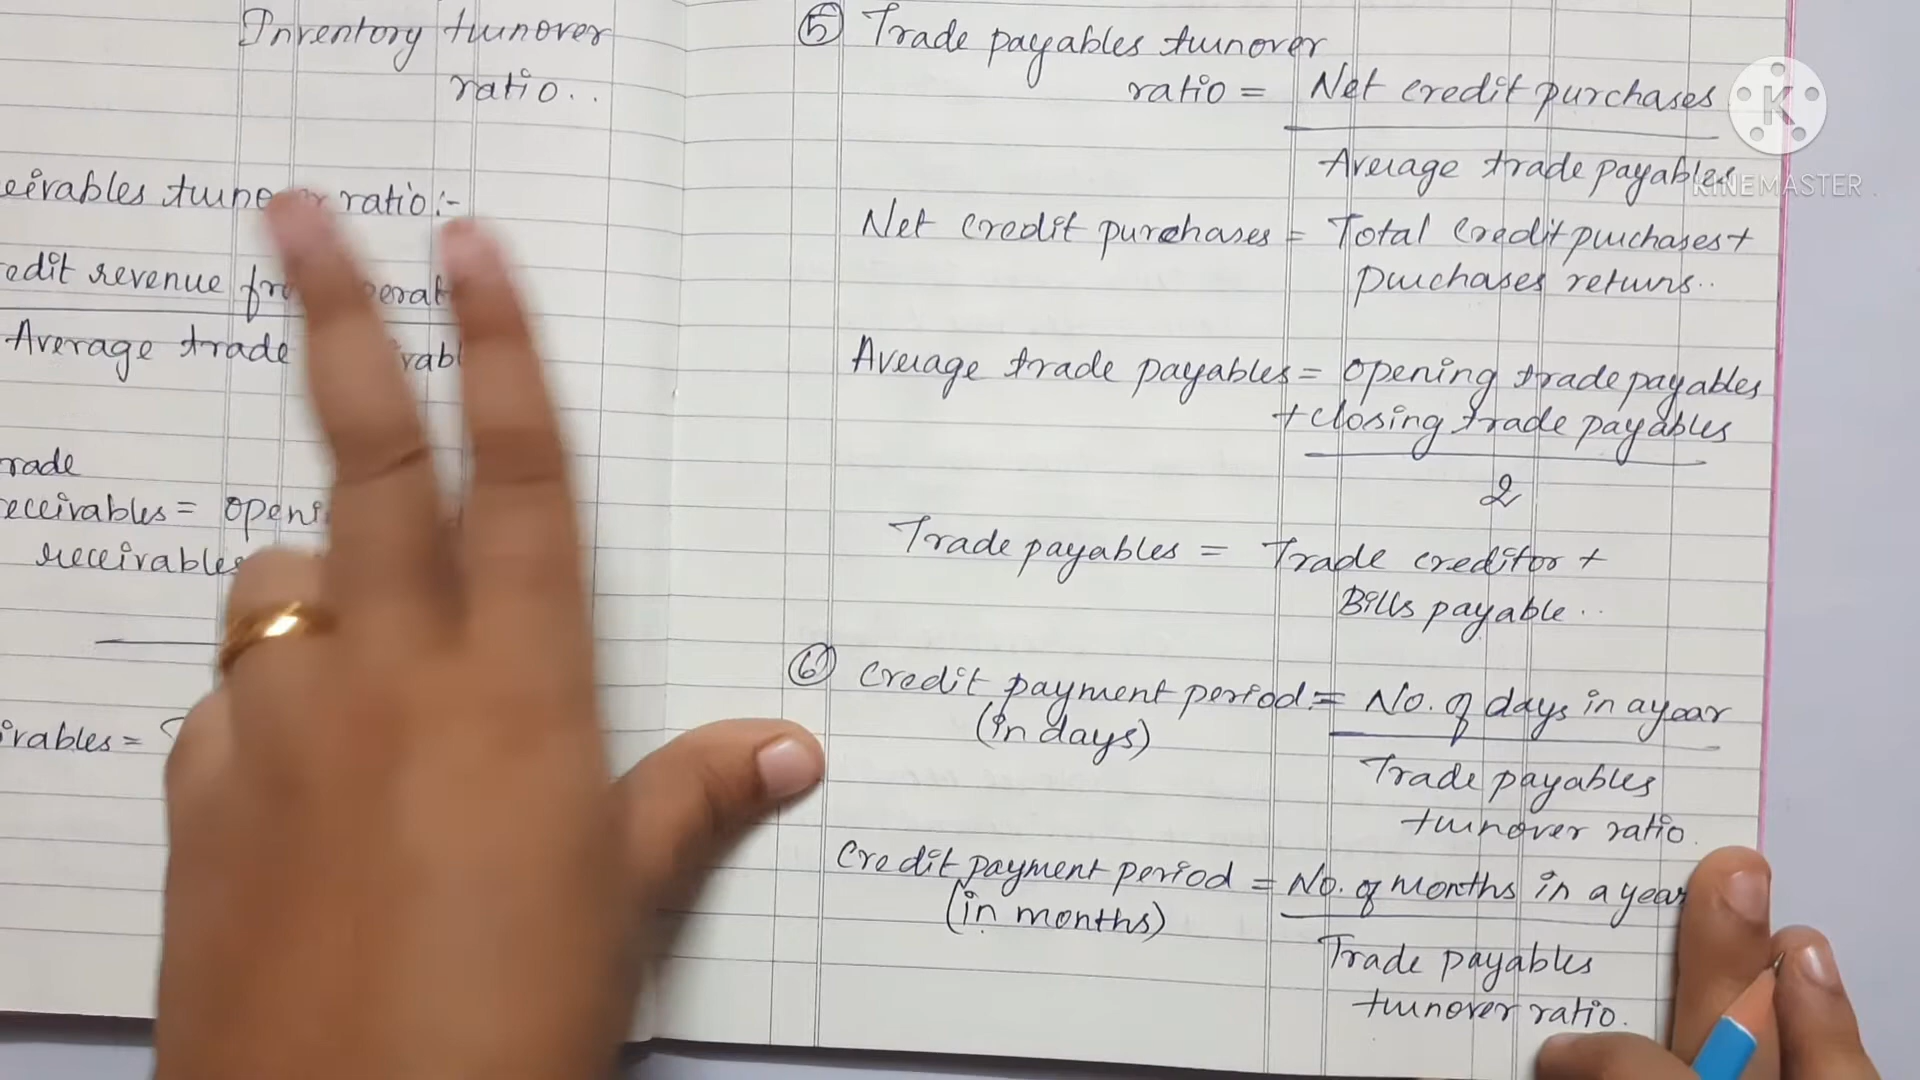 Inventory turnover
ratio..
eivables turnover ratio:-
edit revenue
Average trade
rade
eceivables =
receivables
ivables =
⑤ Trade payables turnover
ratio = Net credit purchases
Average trade payables
Net credit purchases = Total credit purchases +
purchases returns..
Average trade payables = opening trade payables
+ closing trade payables
2
Trade payables = Trade creditor +
Bills payable..
⑥ Credit payment period = No. of days in a year
(in days)
Trade payables
turnover ratio.
Credit payment period = No. of months in a year
(in months)
Trade payables
turnover ratio.
K
KINEMASTER